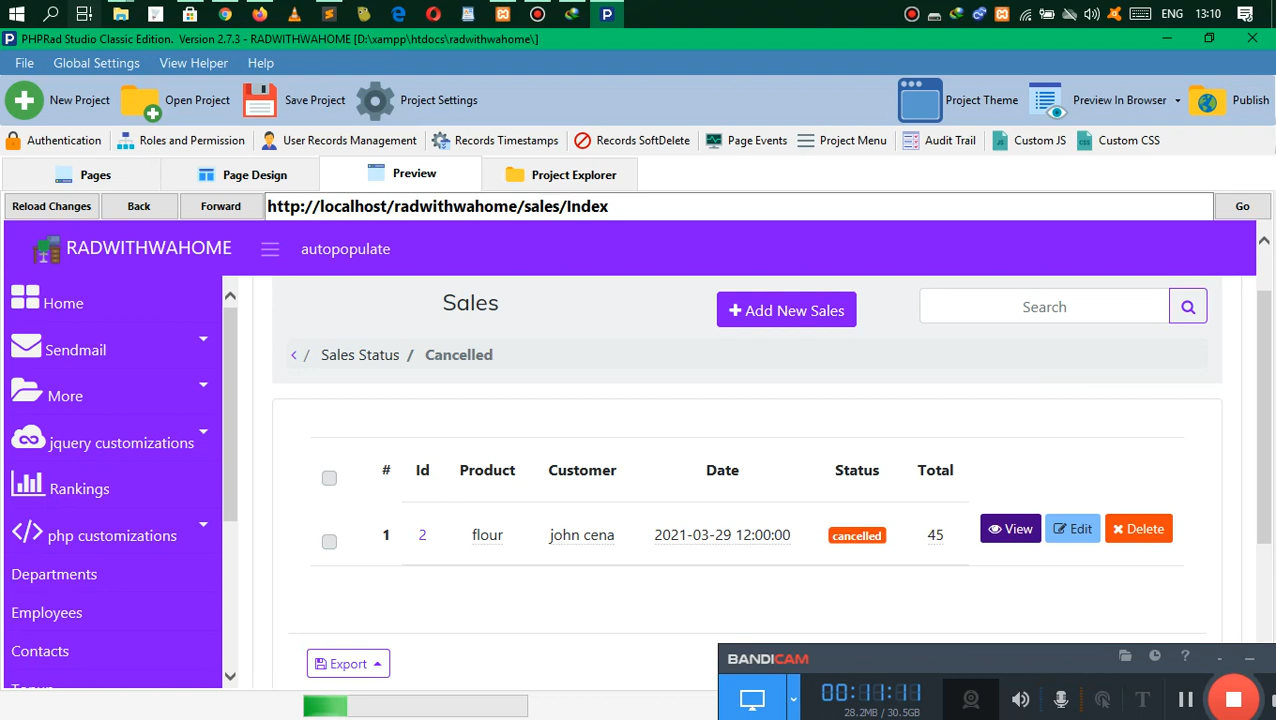 ENG 13:10
PHPRad Studio Classic Edition. Version 2.7.3 - RADWITHWAHOME [D:\xampp\htdocs\radwithwahome\]
File Global Settings View Helper Help
New Project Open Project Save Project Project Settings Project Theme Preview In Browser Publish
Authentication Roles and Permission User Records Management Records Timestamps Records SoftDelete Page Events Project Menu Audit Trail Custom JS Custom CSS
Pages Page Design Preview Project Explorer
Reload Changes Back Forward http://localhost/radwithwahome/sales/Index Go
RADWITHWAHOME autopopulate
Home
Sendmail
More
jquery customizations
Rankings
php customizations
Departments
Employees
Contacts
Sales + Add New Sales Search
< / Sales Status / Cancelled
# Id Product Customer Date Status Total
1 2 flour john cena 2021-03-29 12:00:00 cancelled 45 View Edit Delete
Export
BANDICAM
00:11:11
28.2MB / 30.5GB